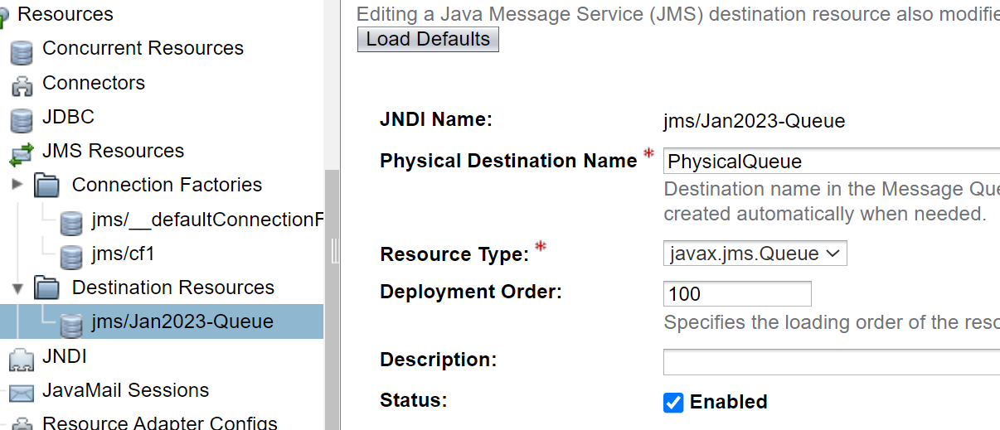 Resources
Concurrent Resources
Connectors
JDBC
JMS Resources
Connection Factories
jms/__defaultConnectionF
jms/cf1
Destination Resources
jms/Jan2023-Queue
JNDI
JavaMail Sessions
Resource Adapter Configs
Editing a Java Message Service (JMS) destination resource also modifie
Load Defaults
JNDI Name: jms/Jan2023-Queue
Physical Destination Name * PhysicalQueue
Destination name in the Message Que
created automatically when needed.
Resource Type: * javax.jms.Queue
Deployment Order: 100
Specifies the loading order of the reso
Description:
Status: Enabled